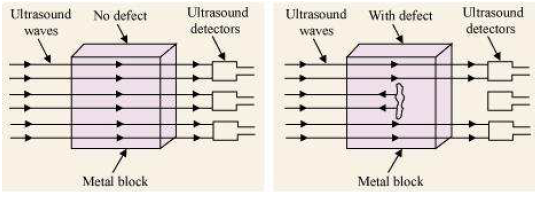 Ultrasound
waves
No defect
Ultrasound
detectors
Metal block
Ultrasound
waves
With defect
Ultrasound
detectors
Metal block